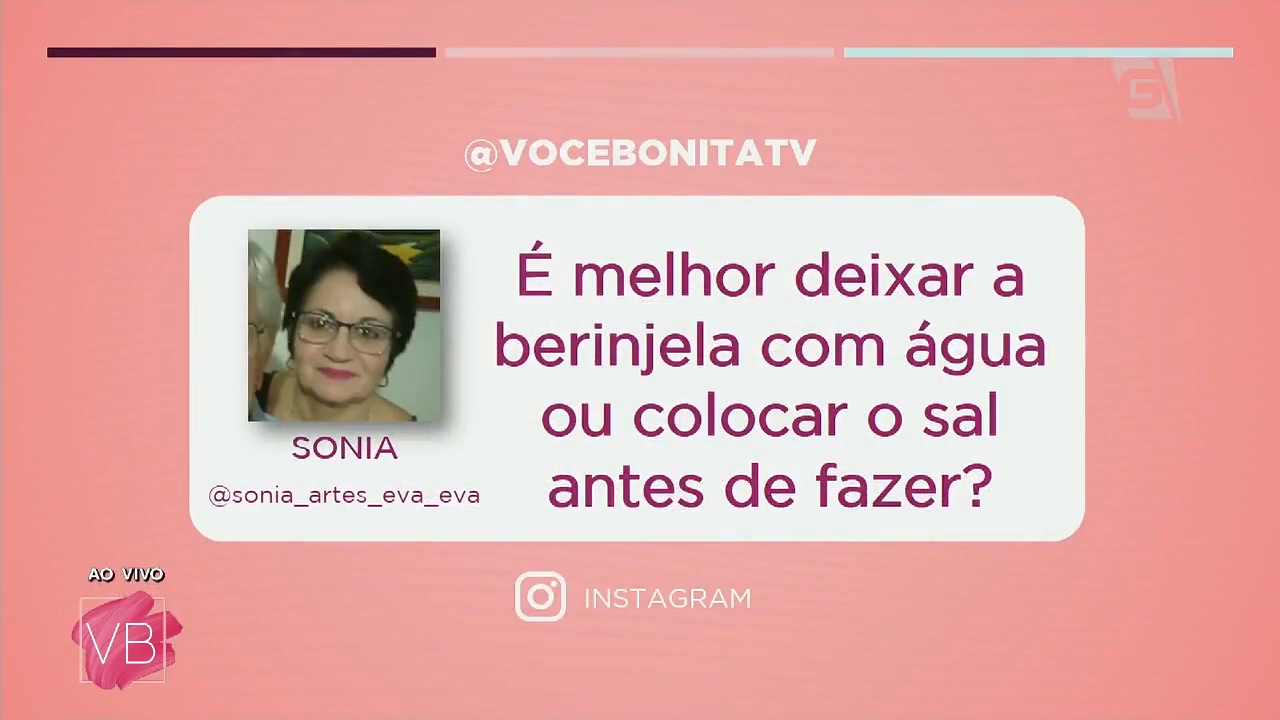 @VOCEBONITATV
É melhor deixar a
berinjela com água
ou colocar o sal
antes de fazer?
SONIA
@sonia_artes_eva_eva
AO VIVO
VB
INSTAGRAM